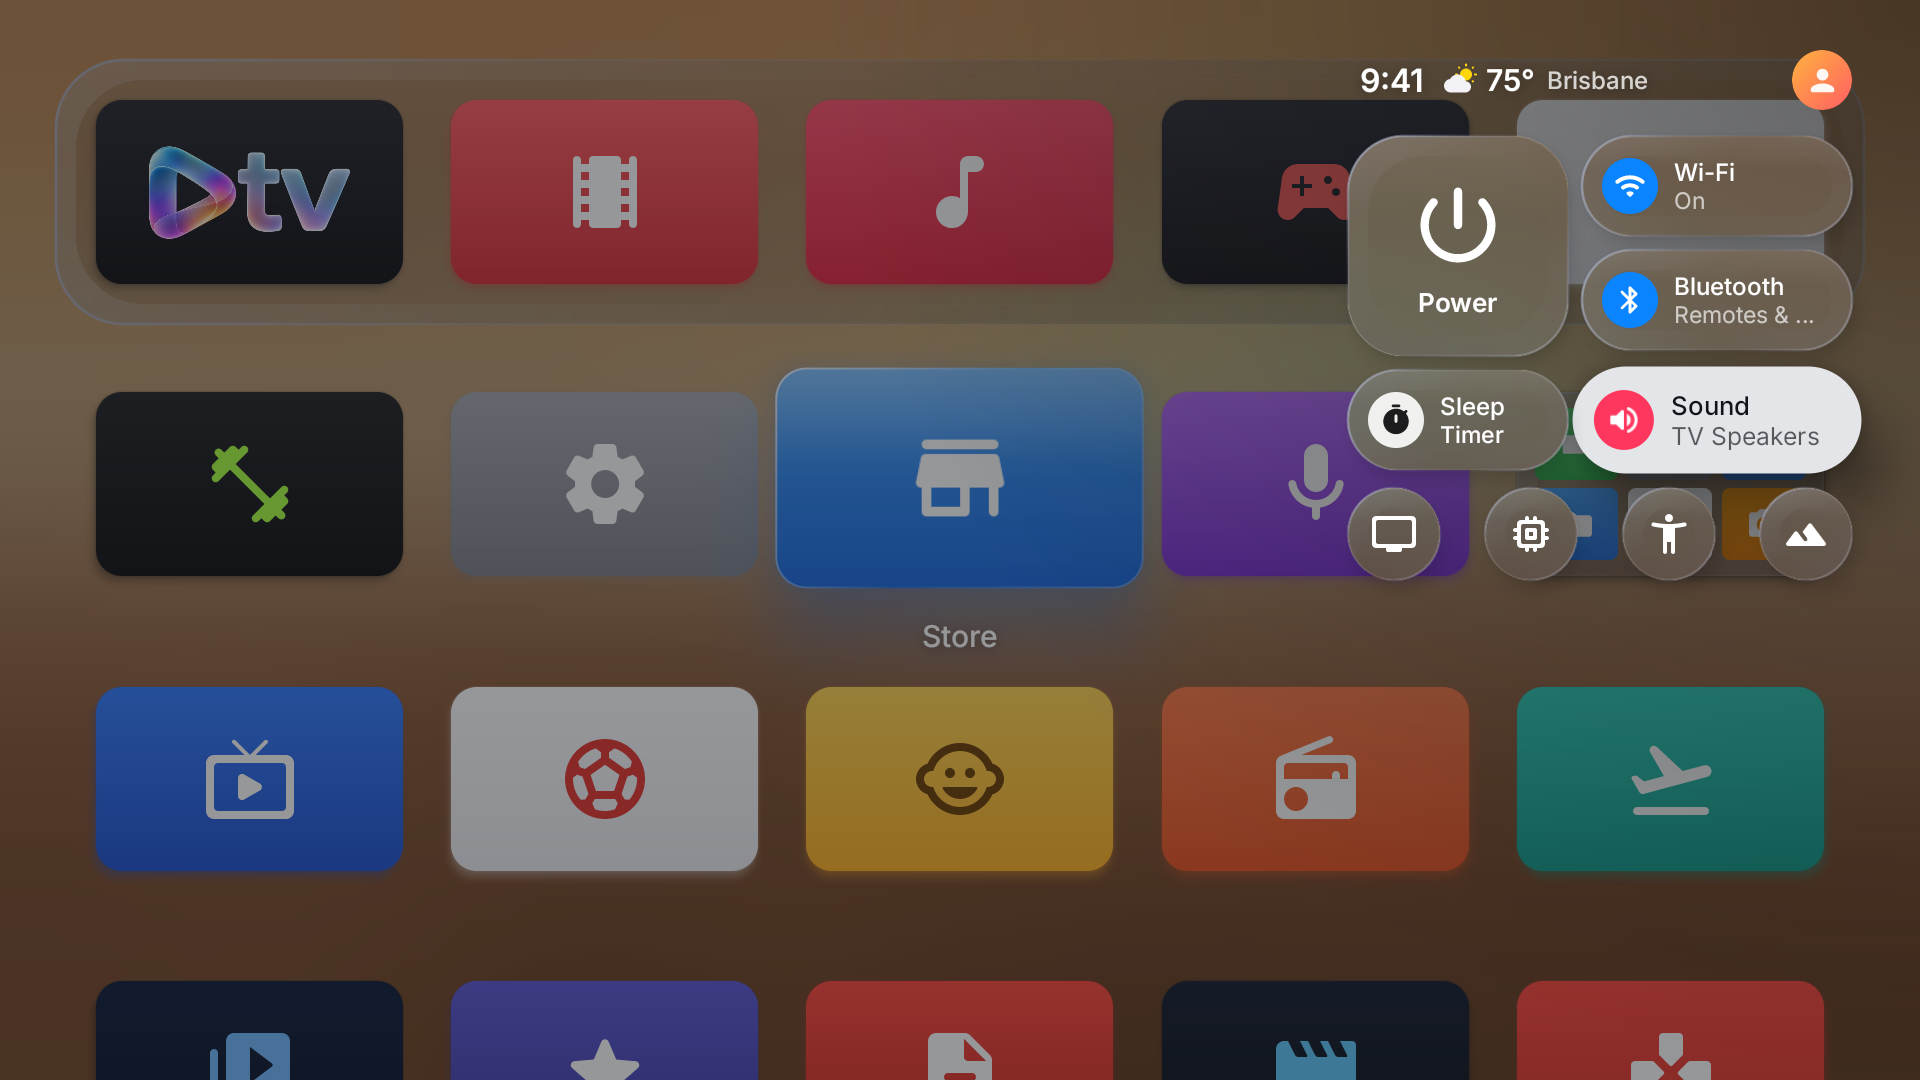 9:41 75° Brisbane
tv
Power
Wi-Fi
On
Bluetooth
Remotes & ...
Sleep
Timer
Sound
TV Speakers
Store